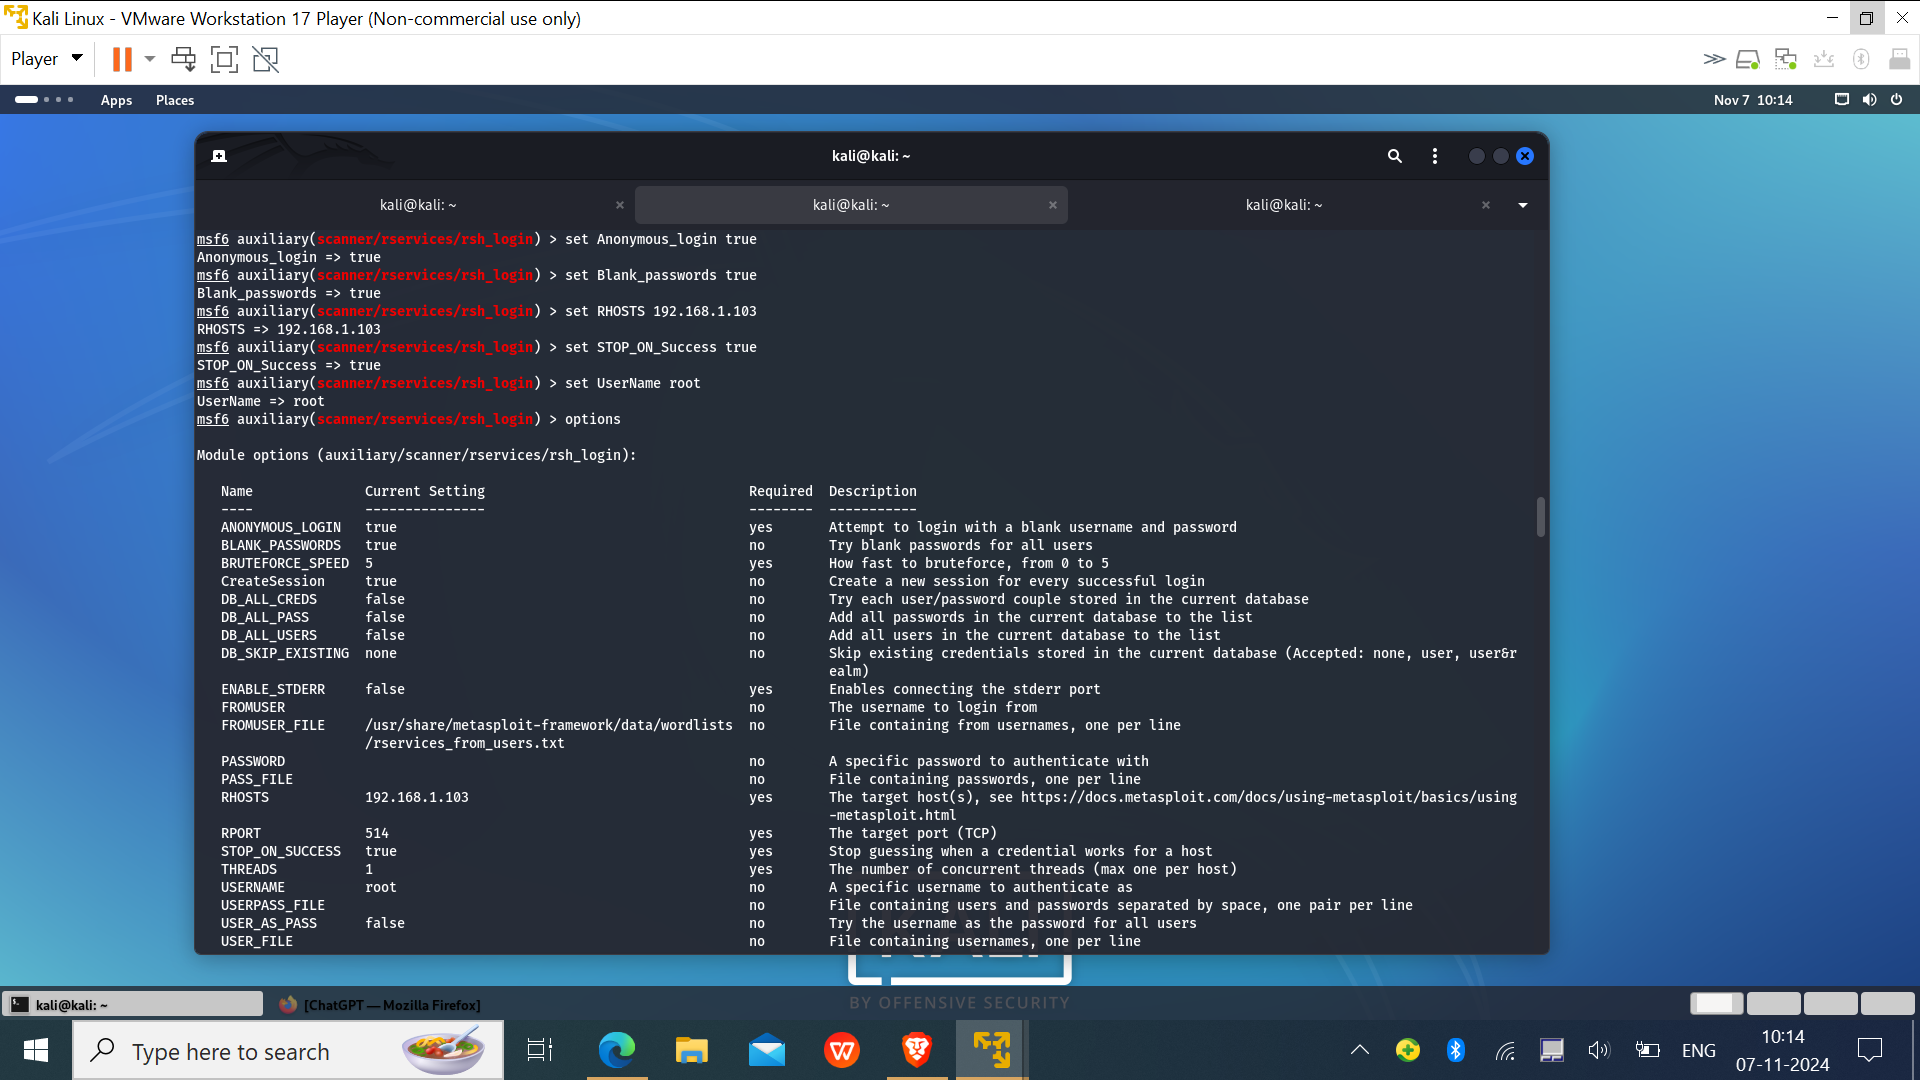 Kali Linux - VMware Workstation 17 Player (Non-commercial use only)
Player
Apps Places Nov 7 10:14
kali@kali: ~
kali@kali: ~ kali@kali: ~ kali@kali: ~
msf6 auxiliary(scanner/rservices/rsh_login) > set Anonymous_login true
Anonymous_login => true
msf6 auxiliary(scanner/rservices/rsh_login) > set Blank_passwords true
Blank_passwords => true
msf6 auxiliary(scanner/rservices/rsh_login) > set RHOSTS 192.168.1.103
RHOSTS => 192.168.1.103
msf6 auxiliary(scanner/rservices/rsh_login) > set STOP_ON_Success true
STOP_ON_Success => true
msf6 auxiliary(scanner/rservices/rsh_login) > set UserName root
UserName => root
msf6 auxiliary(scanner/rservices/rsh_login) > options
Module options (auxiliary/scanner/rservices/rsh_login):
Name Current Setting Required Description
---- --------------- -------- -----------
ANONYMOUS_LOGIN true yes Attempt to login with a blank username and password
BLANK_PASSWORDS true no Try blank passwords for all users
BRUTEFORCE_SPEED 5 yes How fast to bruteforce, from 0 to 5
CreateSession true no Create a new session for every successful login
DB_ALL_CREDS false no Try each user/password couple stored in the current database
DB_ALL_PASS false no Add all passwords in the current database to the list
DB_ALL_USERS false no Add all users in the current database to the list
DB_SKIP_EXISTING none no Skip existing credentials stored in the current database (Accepted: none, user, user&r
ealm)
ENABLE_STDERR false yes Enables connecting the stderr port
FROMUSER no The username to login from
FROMUSER_FILE /usr/share/metasploit-framework/data/wordlists no File containing from usernames, one per line
/rservices_from_users.txt
PASSWORD no A specific password to authenticate with
PASS_FILE no File containing passwords, one per line
RHOSTS 192.168.1.103 yes The target host(s), see https://docs.metasploit.com/docs/using-metasploit/basics/using
-metasploit.html
RPORT 514 yes The target port (TCP)
STOP_ON_SUCCESS true yes Stop guessing when a credential works for a host
THREADS 1 yes The number of concurrent threads (max one per host)
USERNAME root no A specific username to authenticate as
USERPASS_FILE no File containing users and passwords separated by space, one pair per line
USER_AS_PASS false no Try the username as the password for all users
USER_FILE no File containing usernames, one per line
BY OFFENSIVE SECURITY
kali@kali: ~ [ChatGPT — Mozilla Firefox]
Type here to search
ENG
10:14
07-11-2024